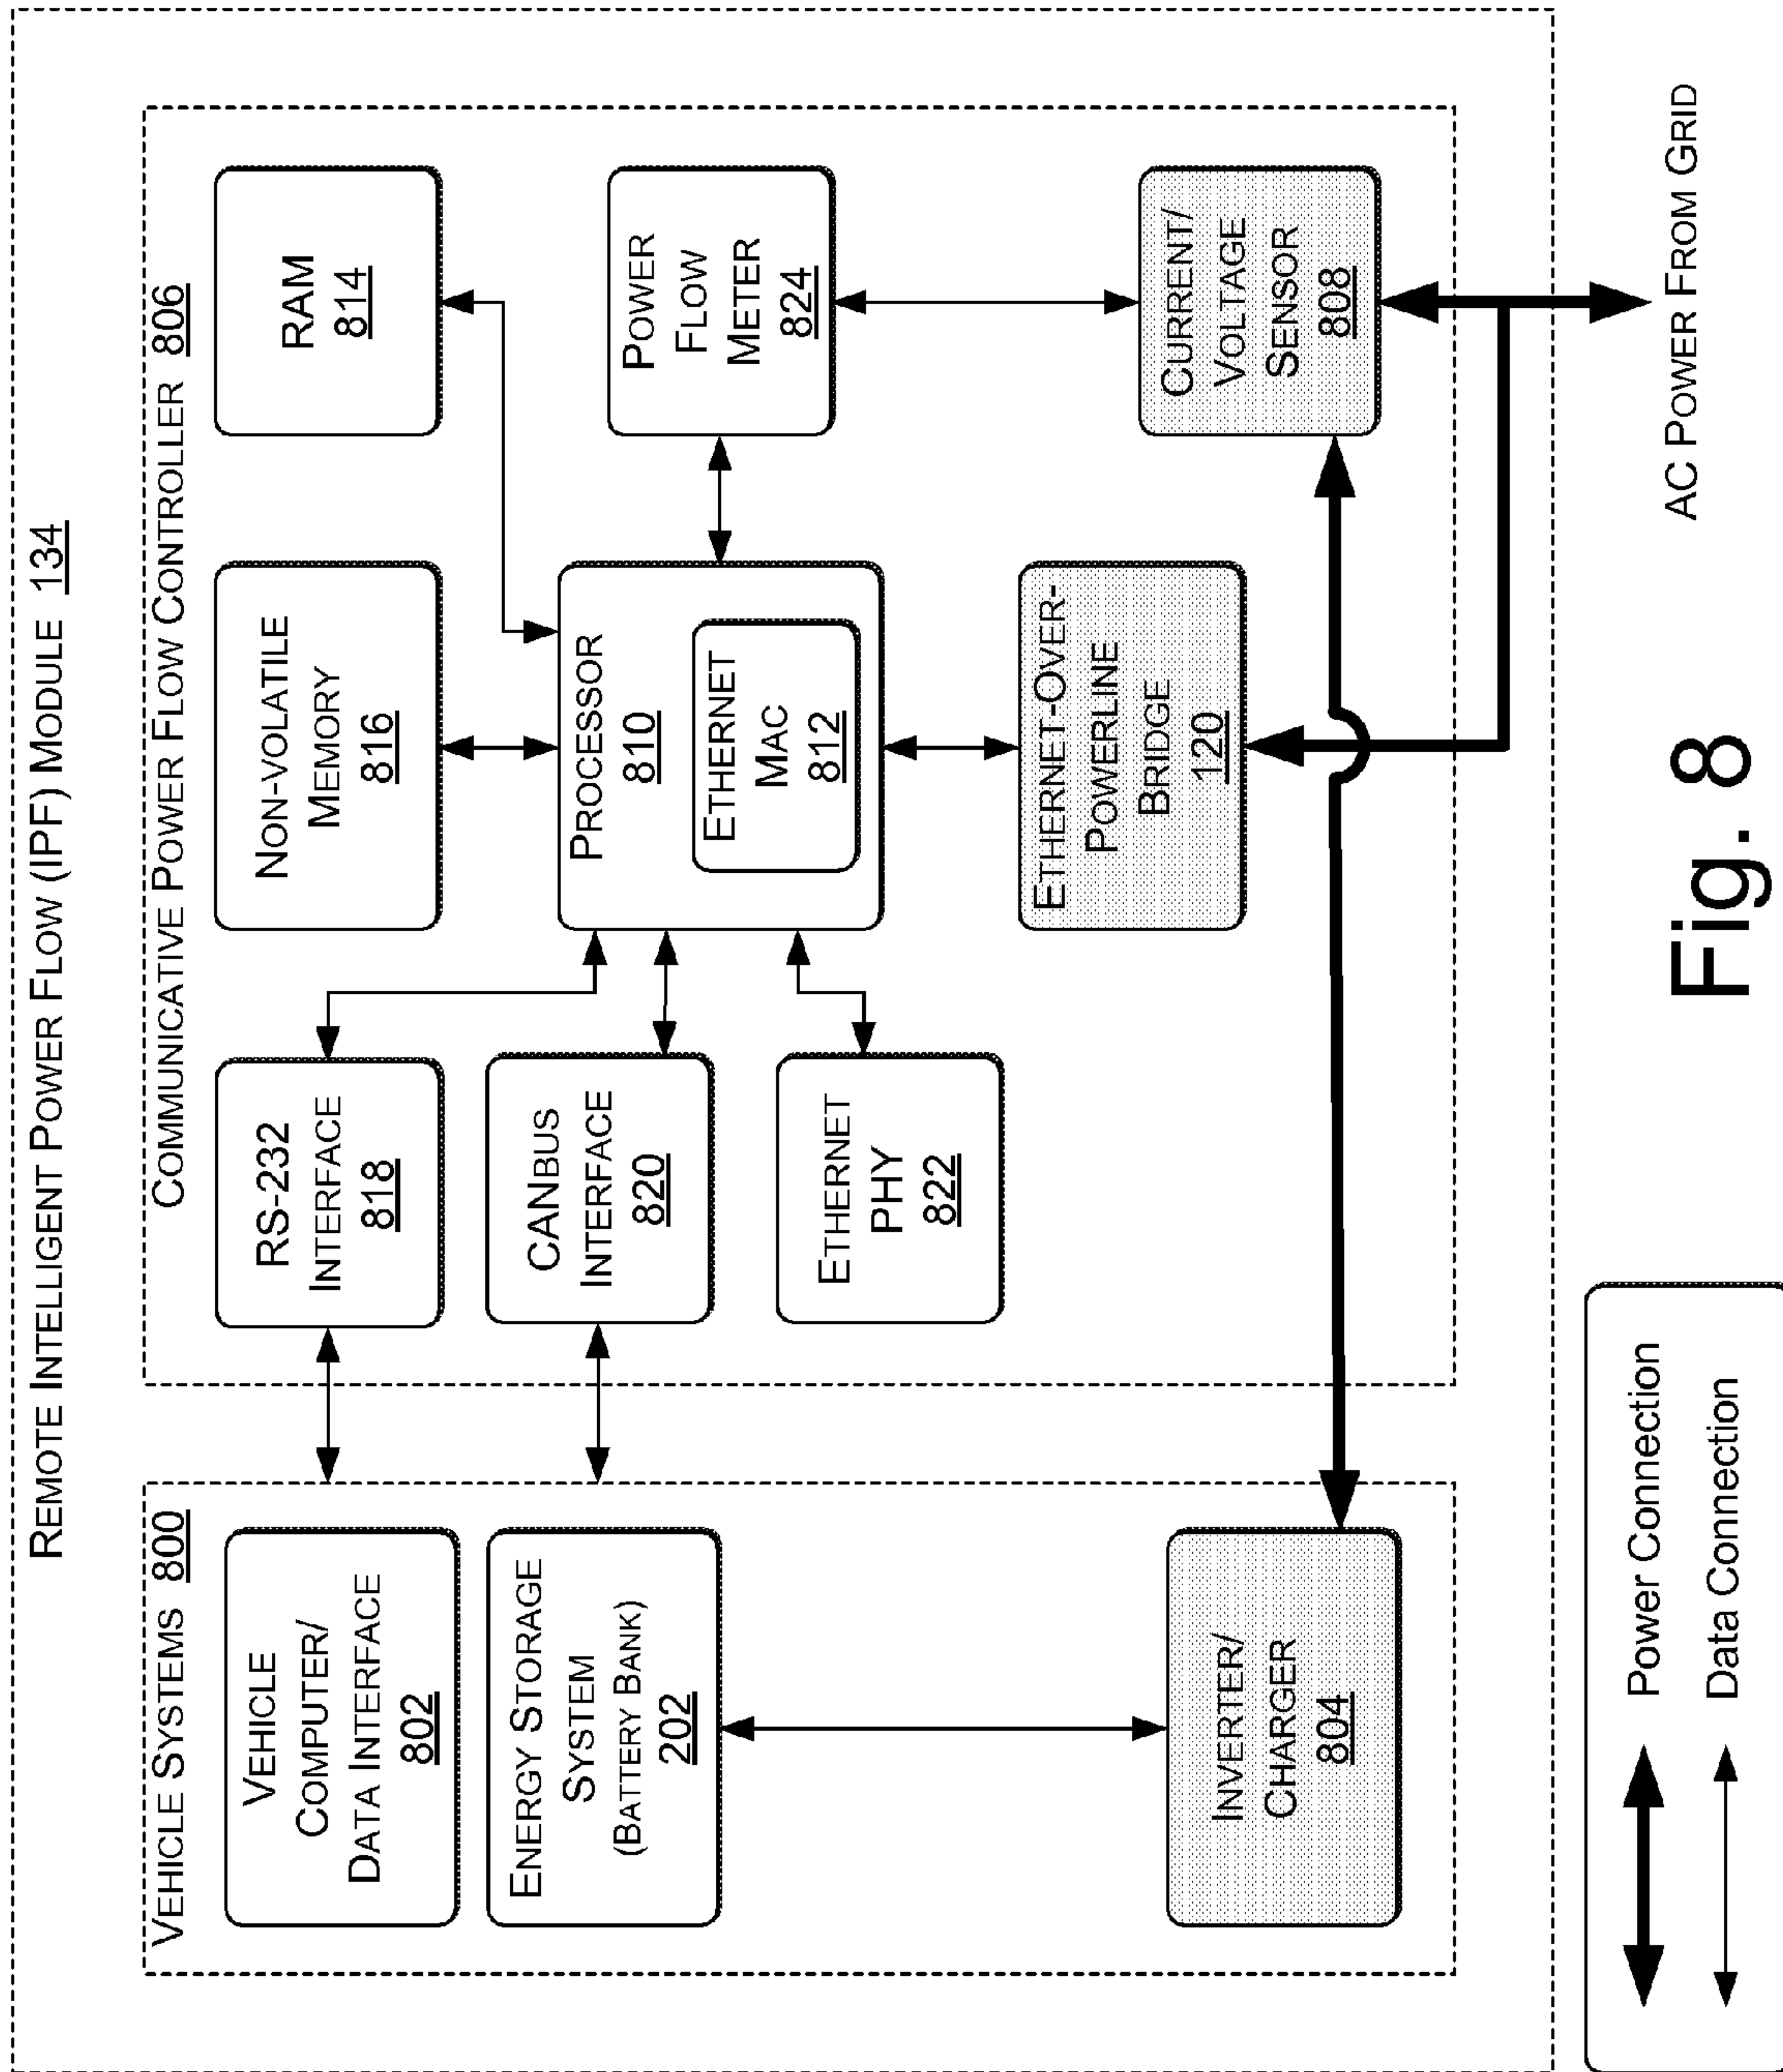 REMOTE INTELLIGENT POWER FLOW (IPF) MODULE 134
VEHICLE SYSTEMS 800
VEHICLE
COMPUTER/
DATA INTERFACE
802
ENERGY STORAGE
SYSTEM
(BATTERY BANK)
202
INVERTER/
CHARGER
804
COMMUNICATIVE POWER FLOW CONTROLLER 806
RS-232
INTERFACE
818
CANBUS
INTERFACE
820
ETHERNET
PHY
822
NON-VOLATILE
MEMORY
816
PROCESSOR
810
ETHERNET
MAC
812
ETHERNET-OVER-
POWERLINE
BRIDGE
120
RAM
814
POWER
FLOW
METER
824
CURRENT/
VOLTAGE
SENSOR
808
Power Connection
Data Connection
AC POWER FROM GRID
Fig. 8